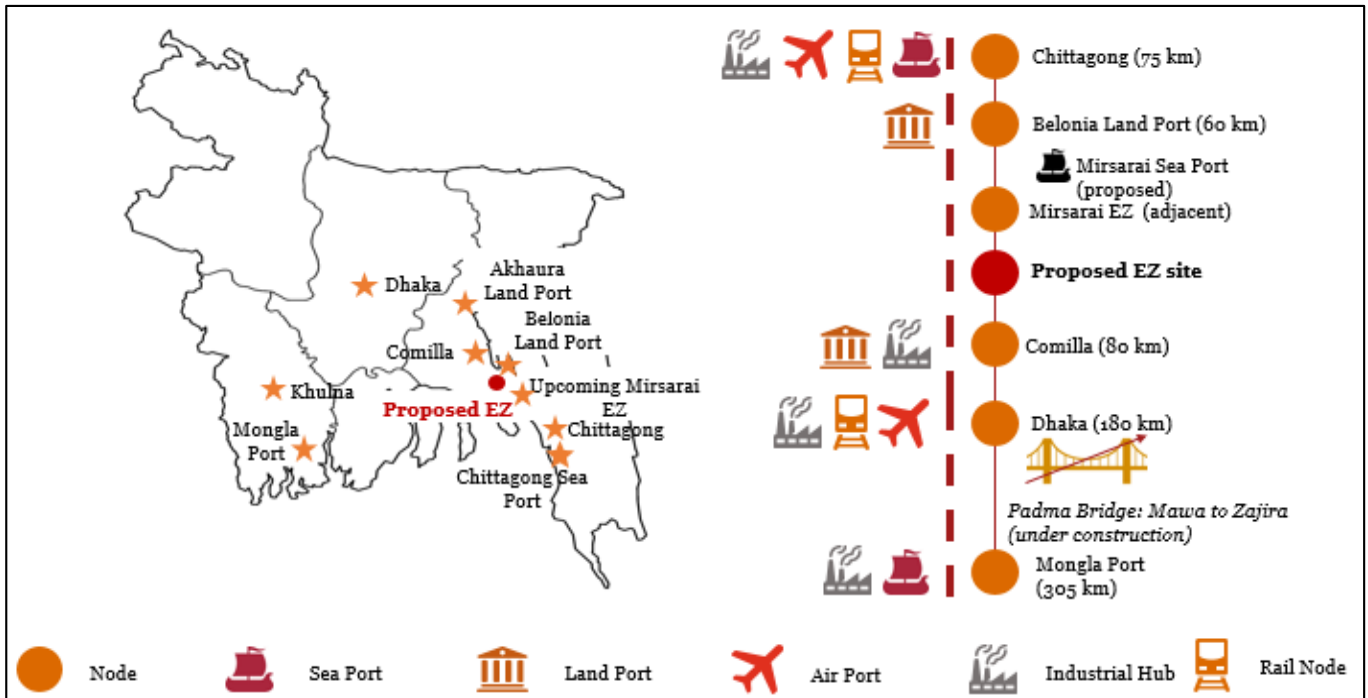 Dhaka
Akhaura
Land Port
Belonia
Land Port
Comilla
Khulna
Proposed EZ
Upcoming Mirsarai
EZ
Mongla
Port
Chittagong
Chittagong Sea
Port
Chittagong (75 km)
Belonia Land Port (60 km)
Mirsarai Sea Port
(proposed)
Mirsarai EZ (adjacent)
Proposed EZ site
Comilla (80 km)
Dhaka (180 km)
Padma Bridge: Mawa to Zajira
(under construction)
Mongla Port
(305 km)
Node
Sea Port
Land Port
Air Port
Industrial Hub
Rail Node